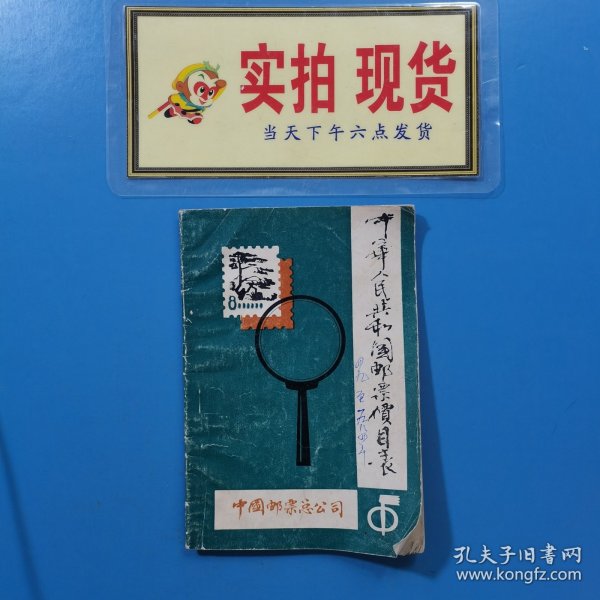 实拍 现货
当天下午六点发货
中华人民共和国邮票價目表
8
中國邮票总公司
孔夫子旧书网
www.kongfz.com